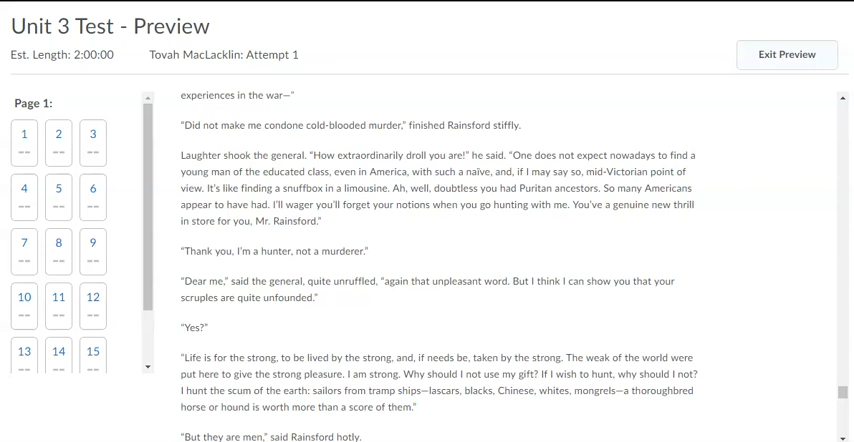 Unit 3 Test - Preview
Est. Length: 2:00:00 Tovah MacLacklin: Attempt 1
Exit Preview
Page 1:
1 2 3
-- -- --
4 5 6
-- -- --
7 8 9
-- -- --
10 11 12
-- -- --
13 14 15
-- -- --
experiences in the war—”
“Did not make me condone cold-blooded murder,” finished Rainsford stiffly.
Laughter shook the general. “How extraordinarily droll you are!” he said. “One does not expect nowadays to find a
young man of the educated class, even in America, with such a naïve, and, if I may say so, mid-Victorian point of
view. It’s like finding a snuffbox in a limousine. Ah, well, doubtless you had Puritan ancestors. So many Americans
appear to have had. I’ll wager you’ll forget your notions when you go hunting with me. You’ve a genuine new thrill
in store for you, Mr. Rainsford.”
“Thank you, I’m a hunter, not a murderer.”
“Dear me,” said the general, quite unruffled, “again that unpleasant word. But I think I can show you that your
scruples are quite unfounded.”
“Yes?”
“Life is for the strong, to be lived by the strong, and, if needs be, taken by the strong. The weak of the world were
put here to give the strong pleasure. I am strong. Why should I not use my gift? If I wish to hunt, why should I not?
I hunt the scum of the earth: sailors from tramp ships—lascars, blacks, Chinese, whites, mongrels—a thoroughbred
horse or hound is worth more than a score of them.”
“But they are men,” said Rainsford hotly.